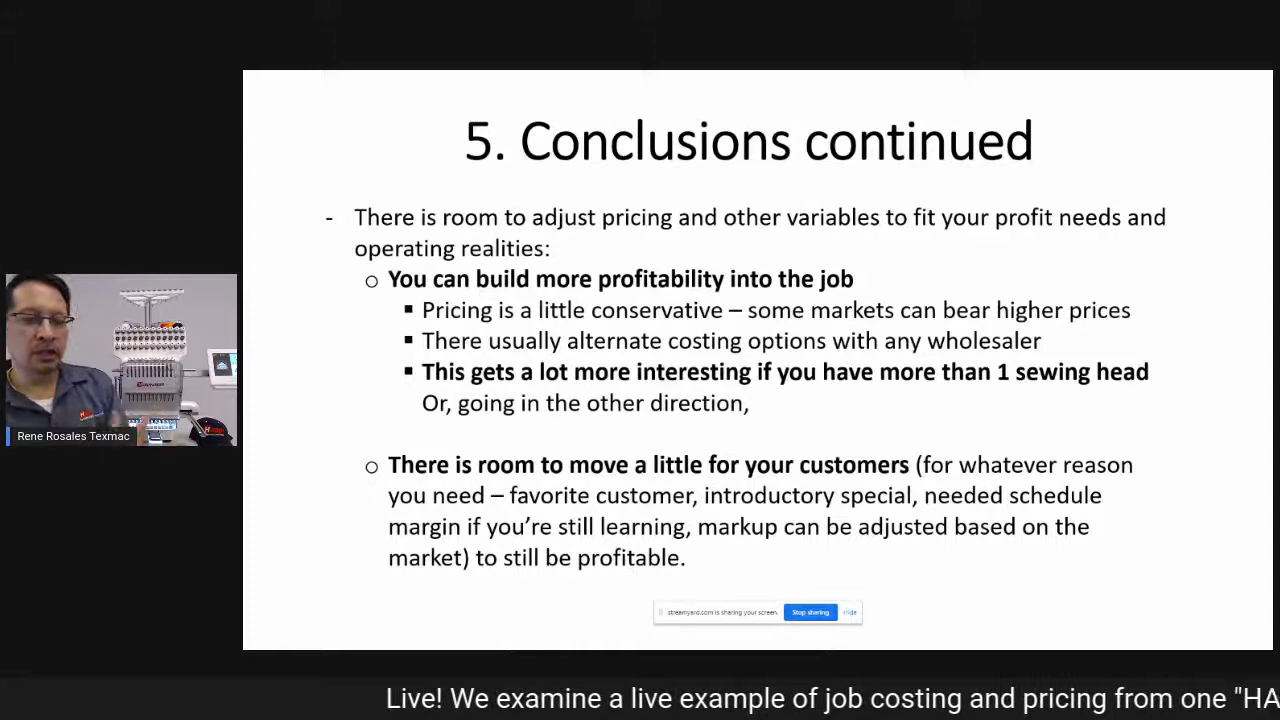 5. Conclusions continued
- There is room to adjust pricing and other variables to fit your profit needs and
operating realities:
o You can build more profitability into the job
▪ Pricing is a little conservative – some markets can bear higher prices
▪ There usually alternate costing options with any wholesaler
▪ This gets a lot more interesting if you have more than 1 sewing head
Or, going in the other direction,
o There is room to move a little for your customers (for whatever reason
you need – favorite customer, introductory special, needed schedule
margin if you're still learning, markup can be adjusted based on the
market) to still be profitable.
Rene Rosales Texmac
streamyard.com is sharing your screen. Stop sharing Hide
Live! We examine a live example of job costing and pricing from one "HA